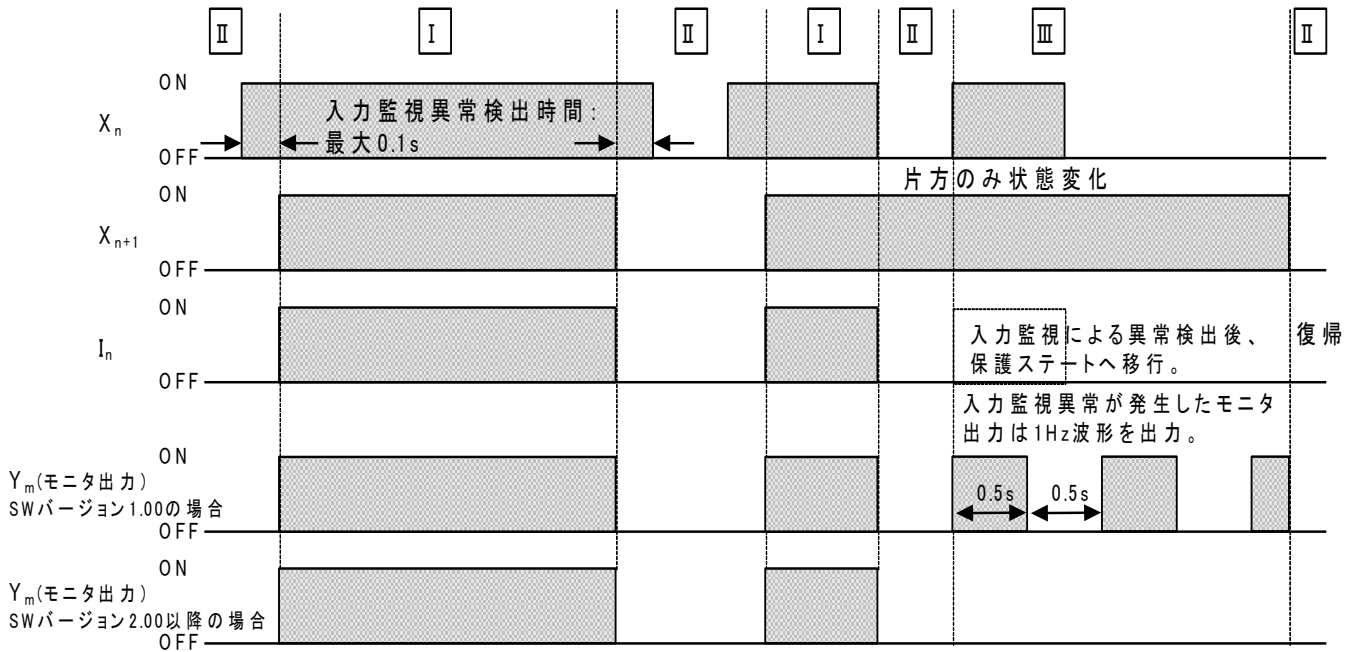 Ⅱ Ⅰ Ⅱ Ⅰ Ⅱ Ⅲ Ⅱ
ON
Xn
入力監視異常検出時間:
最大0.1s
OFF
片方のみ状態変化
ON
Xn+1
OFF
ON
In
入力監視による異常検出後、
保護ステートへ移行。
復帰
OFF
入力監視異常が発生したモニタ
出力は1Hz波形を出力。
ON
Ym(モニタ出力)
SWバージョン1.00の場合
0.5s 0.5s
OFF
ON
Ym(モニタ出力)
SWバージョン2.00以降の場合
OFF